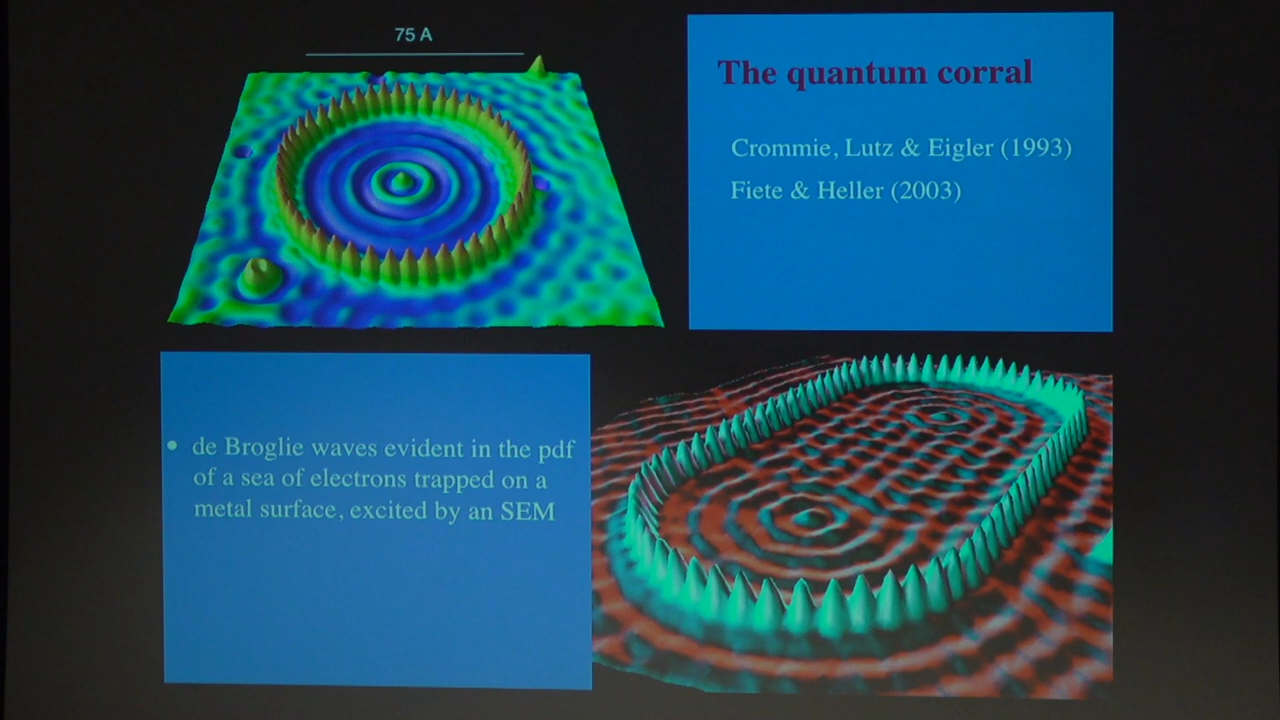 75 A
The quantum corral
Crommie, Lutz & Eigler (1993)
Fiete & Heller (2003)
• de Broglie waves evident in the pdf
of a sea of electrons trapped on a
metal surface, excited by an SEM